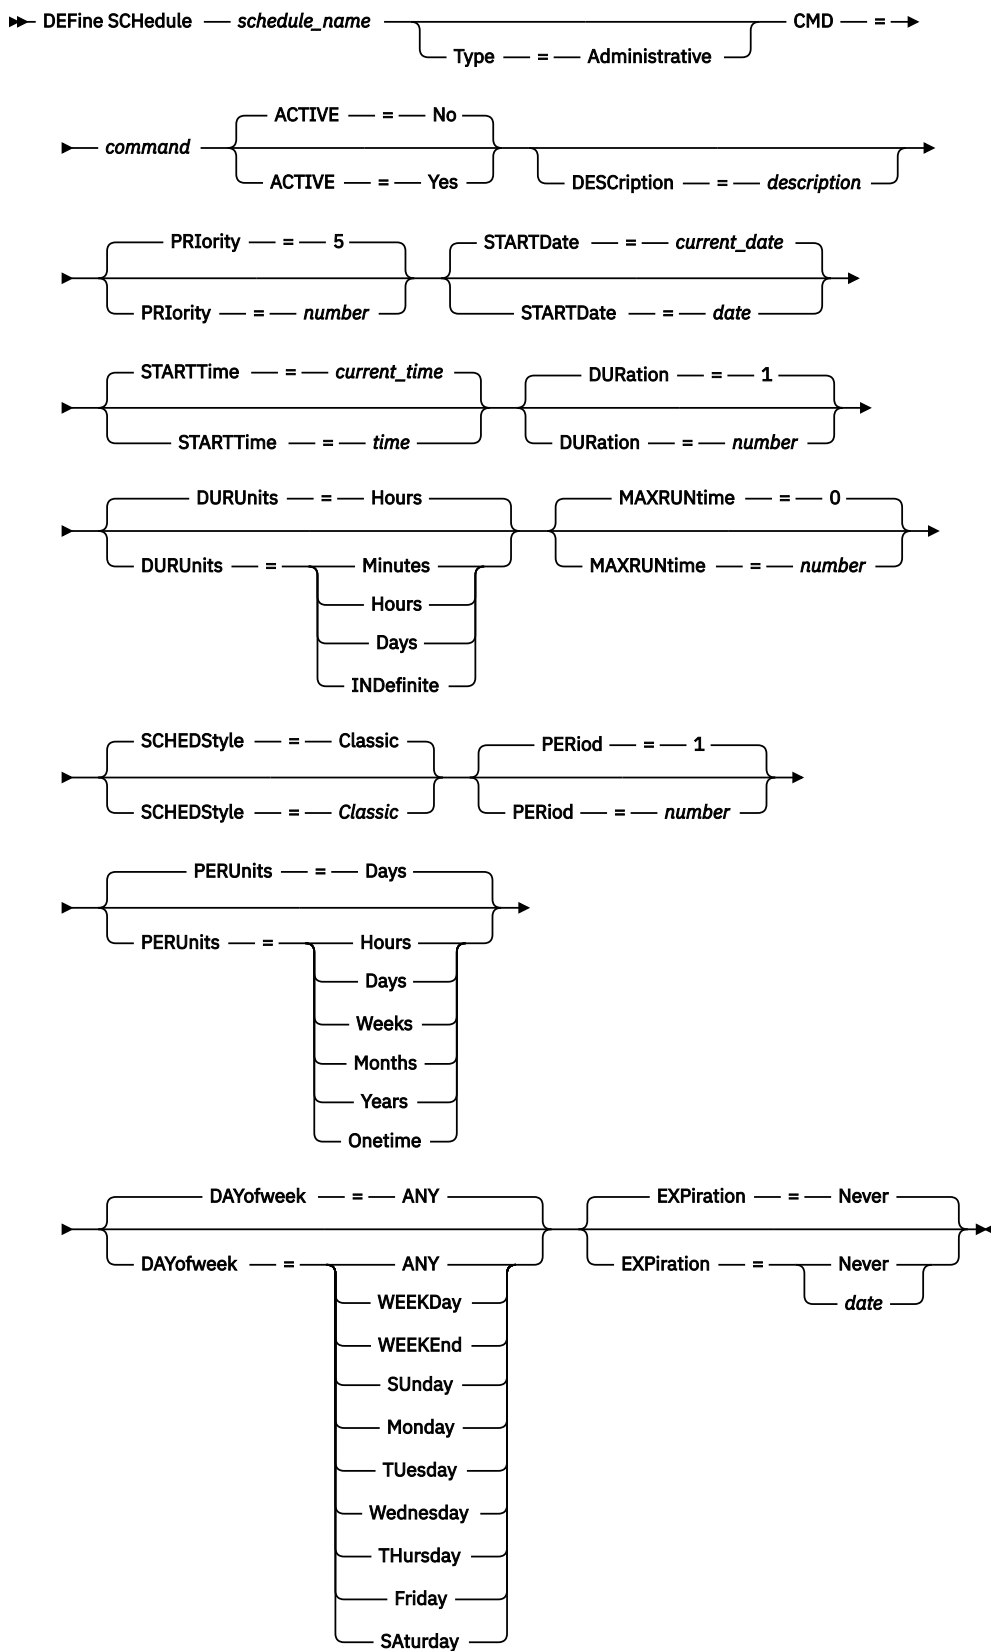 DEFine SCHedule schedule_name CMD =
Type = Administrative
ACTIVE = No
command
ACTIVE = Yes
DESCription = description
PRIority = 5
PRIority = number
STARTDate = current_date
STARTDate = date
STARTTime = current_time
STARTTime = time
DURation = 1
DURation = number
DURUnits = Hours
DURUnits = Minutes
Hours
Days
INDefinite
MAXRUNtime = 0
MAXRUNtime = number
SCHEDStyle = Classic
SCHEDStyle = Classic
PERiod = 1
PERiod = number
PERUnits = Days
PERUnits = Hours
Days
Weeks
Months
Years
Onetime
DAYofweek = ANY
DAYofweek = ANY
WEEKDay
WEEKEnd
SUnday
Monday
TUesday
Wednesday
THursday
Friday
SAturday
EXPiration = Never
EXPiration = Never
date